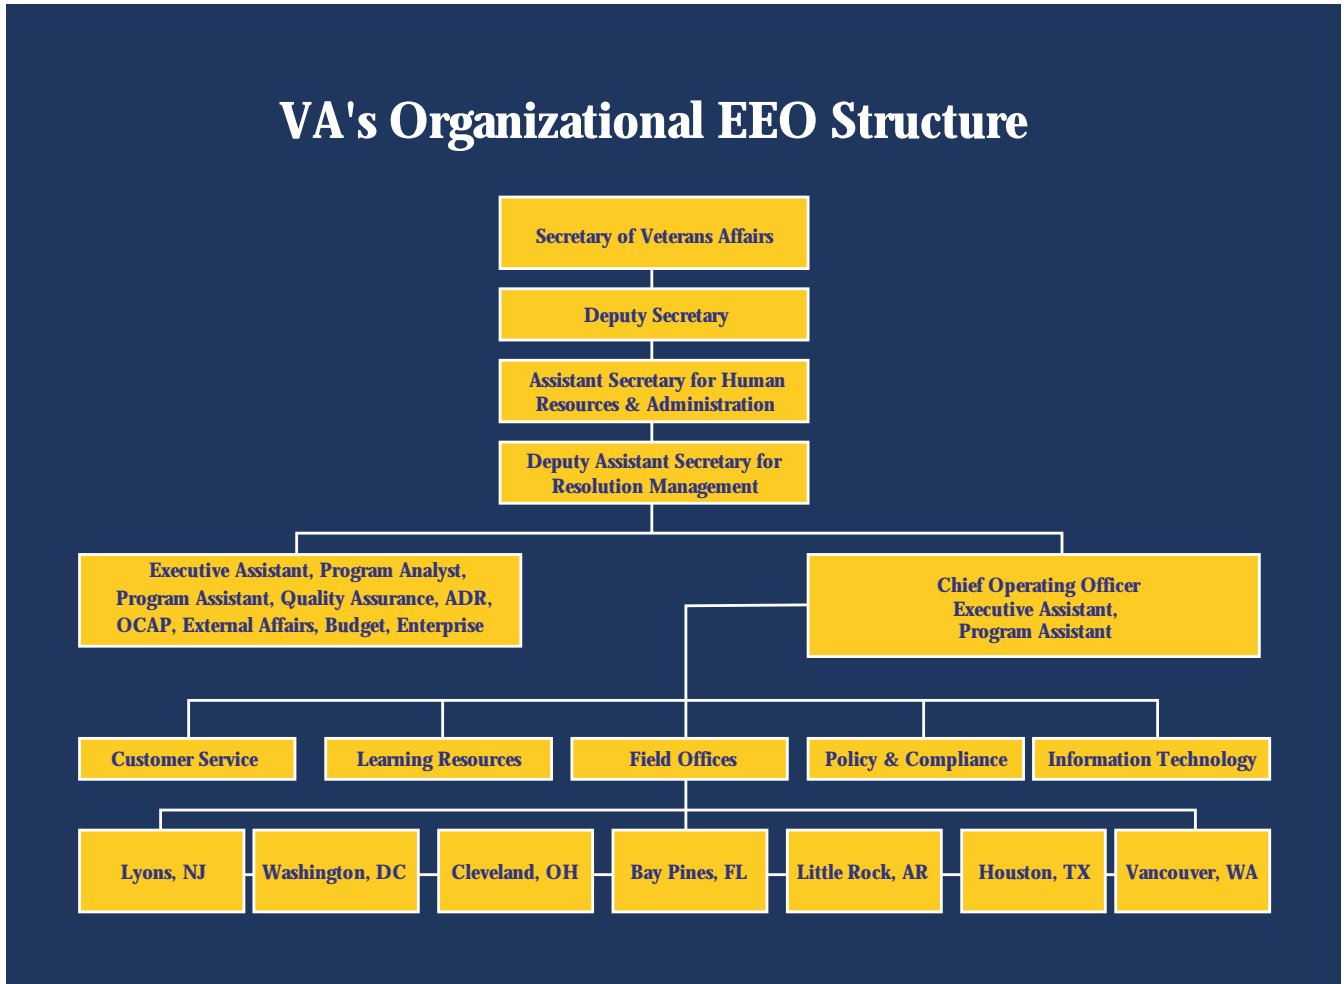 VA's Organizational EEO Structure
Secretary of Veterans Affairs
Deputy Secretary
Assistant Secretary for Human
Resources & Administration
Deputy Assistant Secretary for
Resolution Management
Executive Assistant, Program Analyst,
Program Assistant, Quality Assurance, ADR,
OCAP, External Affairs, Budget, Enterprise
Chief Operating Officer
Executive Assistant,
Program Assistant
Customer Service
Learning Resources
Field Offices
Policy & Compliance
Information Technology
Lyons, NJ
Washington, DC
Cleveland, OH
Bay Pines, FL
Little Rock, AR
Houston, TX
Vancouver, WA